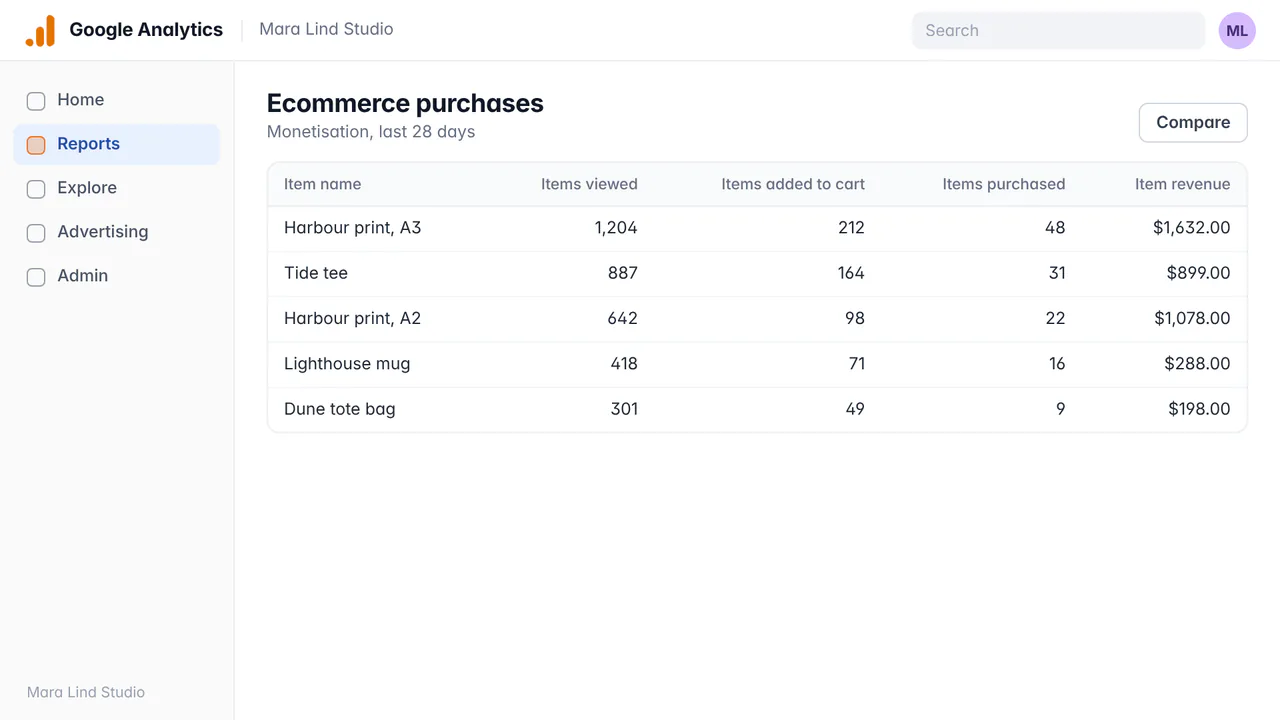 Google Analytics
Mara Lind Studio
Search
ML
Home
Reports
Explore
Advertising
Admin
Mara Lind Studio
Ecommerce purchases
Monetisation, last 28 days
Compare
Item name Items viewed Items added to cart Items purchased Item revenue
Harbour print, A3 1,204 212 48 $1,632.00
Tide tee 887 164 31 $899.00
Harbour print, A2 642 98 22 $1,078.00
Lighthouse mug 418 71 16 $288.00
Dune tote bag 301 49 9 $198.00